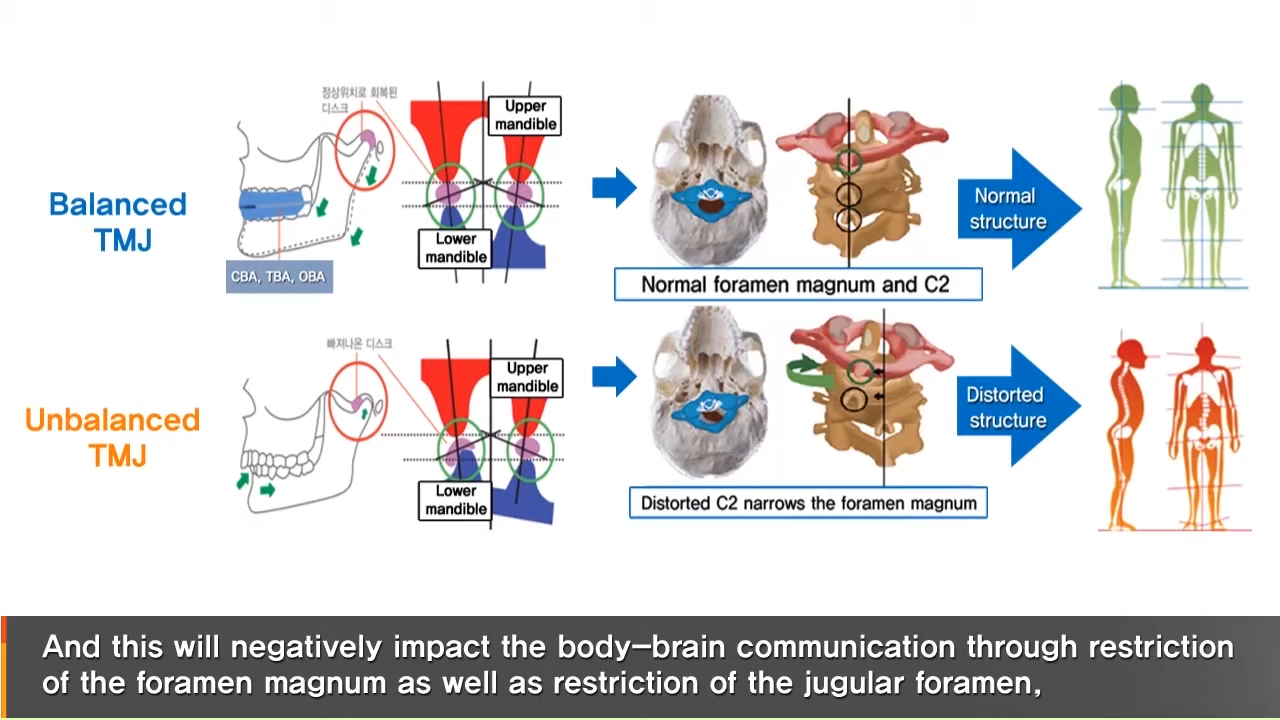 정상위치로 회복된
디스크
Upper
mandible
Balanced
TMJ
Lower
mandible
CBA, TBA, OBA
Normal
structure
Normal foramen magnum and C2
빠져나온 디스크
Upper
mandible
Unbalanced
TMJ
Lower
mandible
Distorted
structure
Distorted C2 narrows the foramen magnum
And this will negatively impact the body-brain communication through restriction
of the foramen magnum as well as restriction of the jugular foramen,